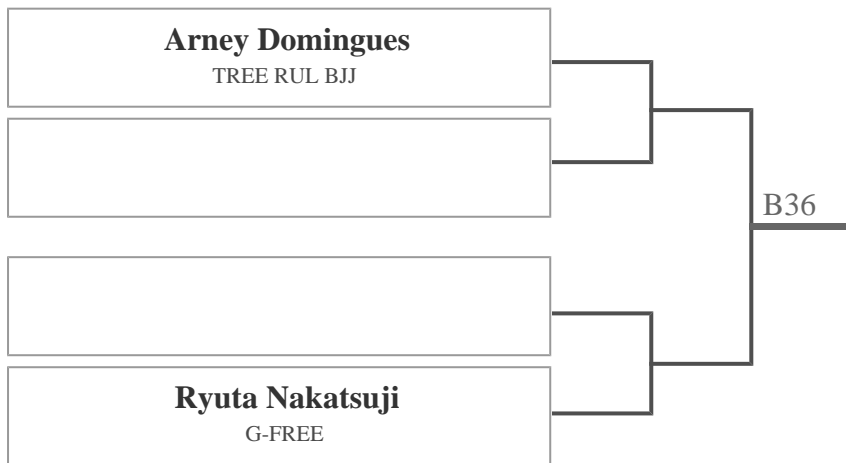 Arney Domingues
TREE RUL BJJ
B36
Ryuta Nakatsuji
G-FREE